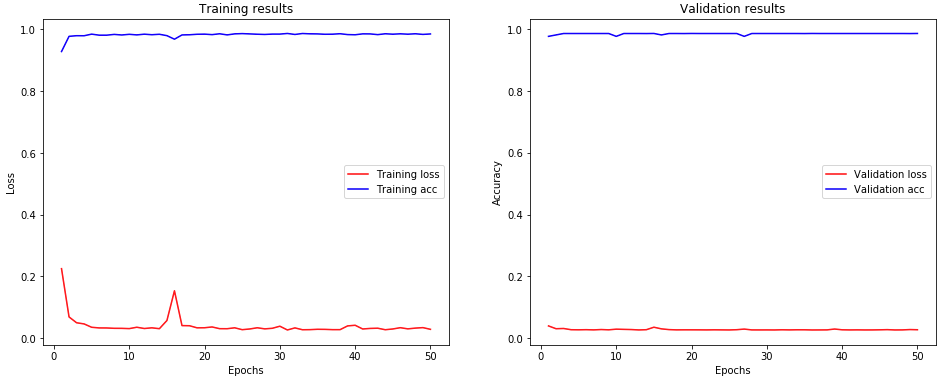 Training results
1.0
0.8
0.6
0.4
0.2
0.0
Loss
0
10
20
30
40
50
Epochs
Training loss
Training acc
Validation results
1.0
0.8
0.6
0.4
0.2
0.0
Accuracy
0
10
20
30
40
50
Epochs
Validation loss
Validation acc